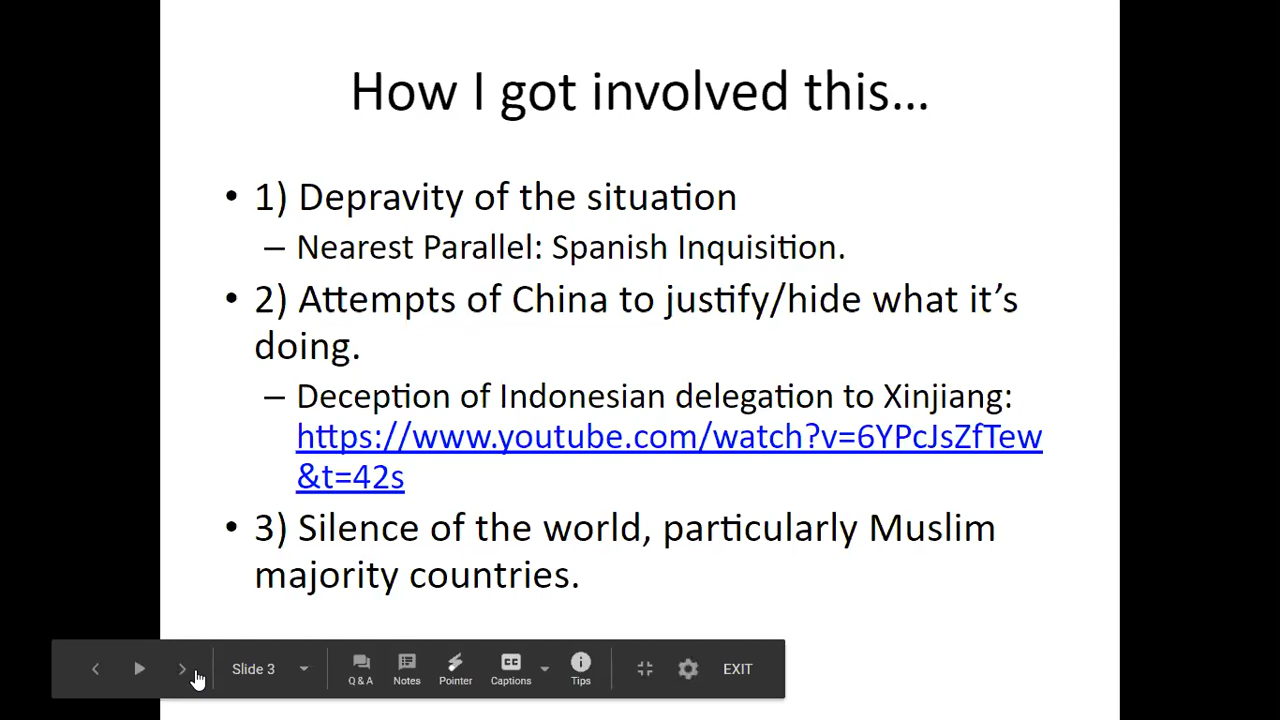 How I got involved this...
• 1) Depravity of the situation
– Nearest Parallel: Spanish Inquisition.
• 2) Attempts of China to justify/hide what it's
doing.
– Deception of Indonesian delegation to Xinjiang:
https://www.youtube.com/watch?v=6YPcJsZfTew
&t=42s
• 3) Silence of the world, particularly Muslim
majority countries.
Slide 3
Q & A
Notes
Pointer
CC
Captions
Tips
EXIT